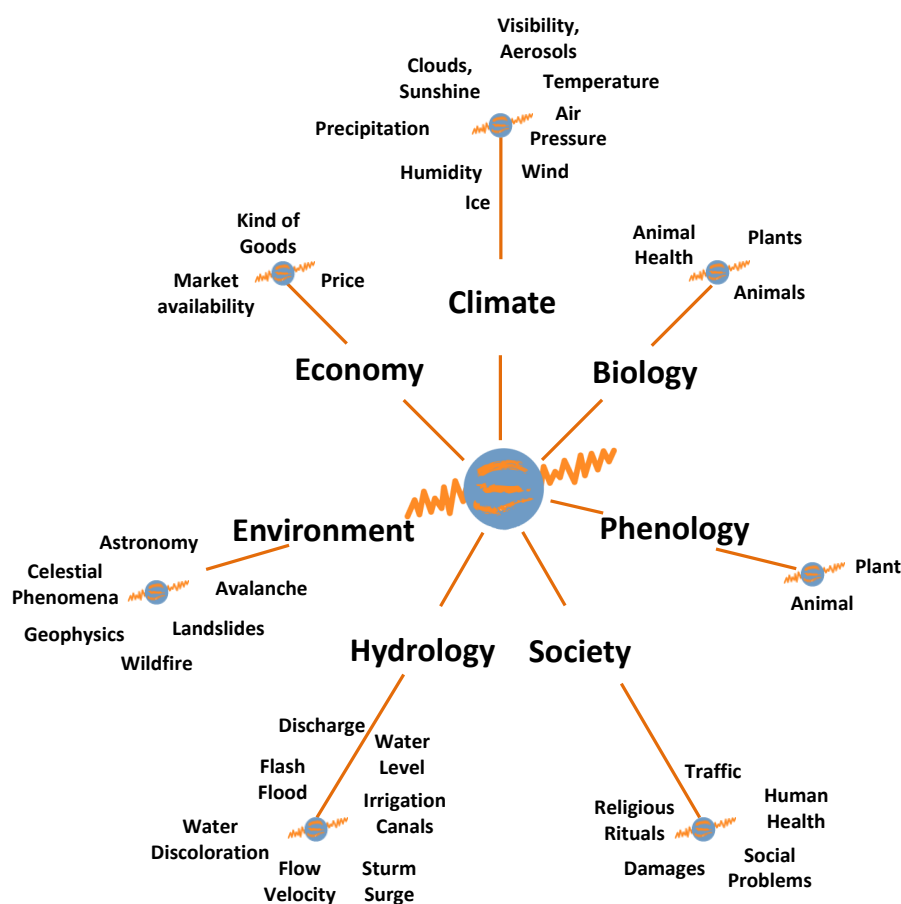 Visibility,
Aerosols
Clouds,
Sunshine
Temperature
Precipitation
Air
Pressure
Humidity
Wind
Ice
Climate
Kind of
Goods
Market
availability
Price
Economy
Animal
Health
Plants
Animals
Biology
Environment
Astronomy
Celestial
Phenomena
Avalanche
Geophysics
Landslides
Wildfire
Phenology
Plant
Animal
Hydrology
Discharge
Water
Level
Flash
Flood
Irrigation
Canals
Water
Discoloration
Flow
Velocity
Sturm
Surge
Society
Traffic
Religious
Rituals
Human
Health
Damages
Social
Problems